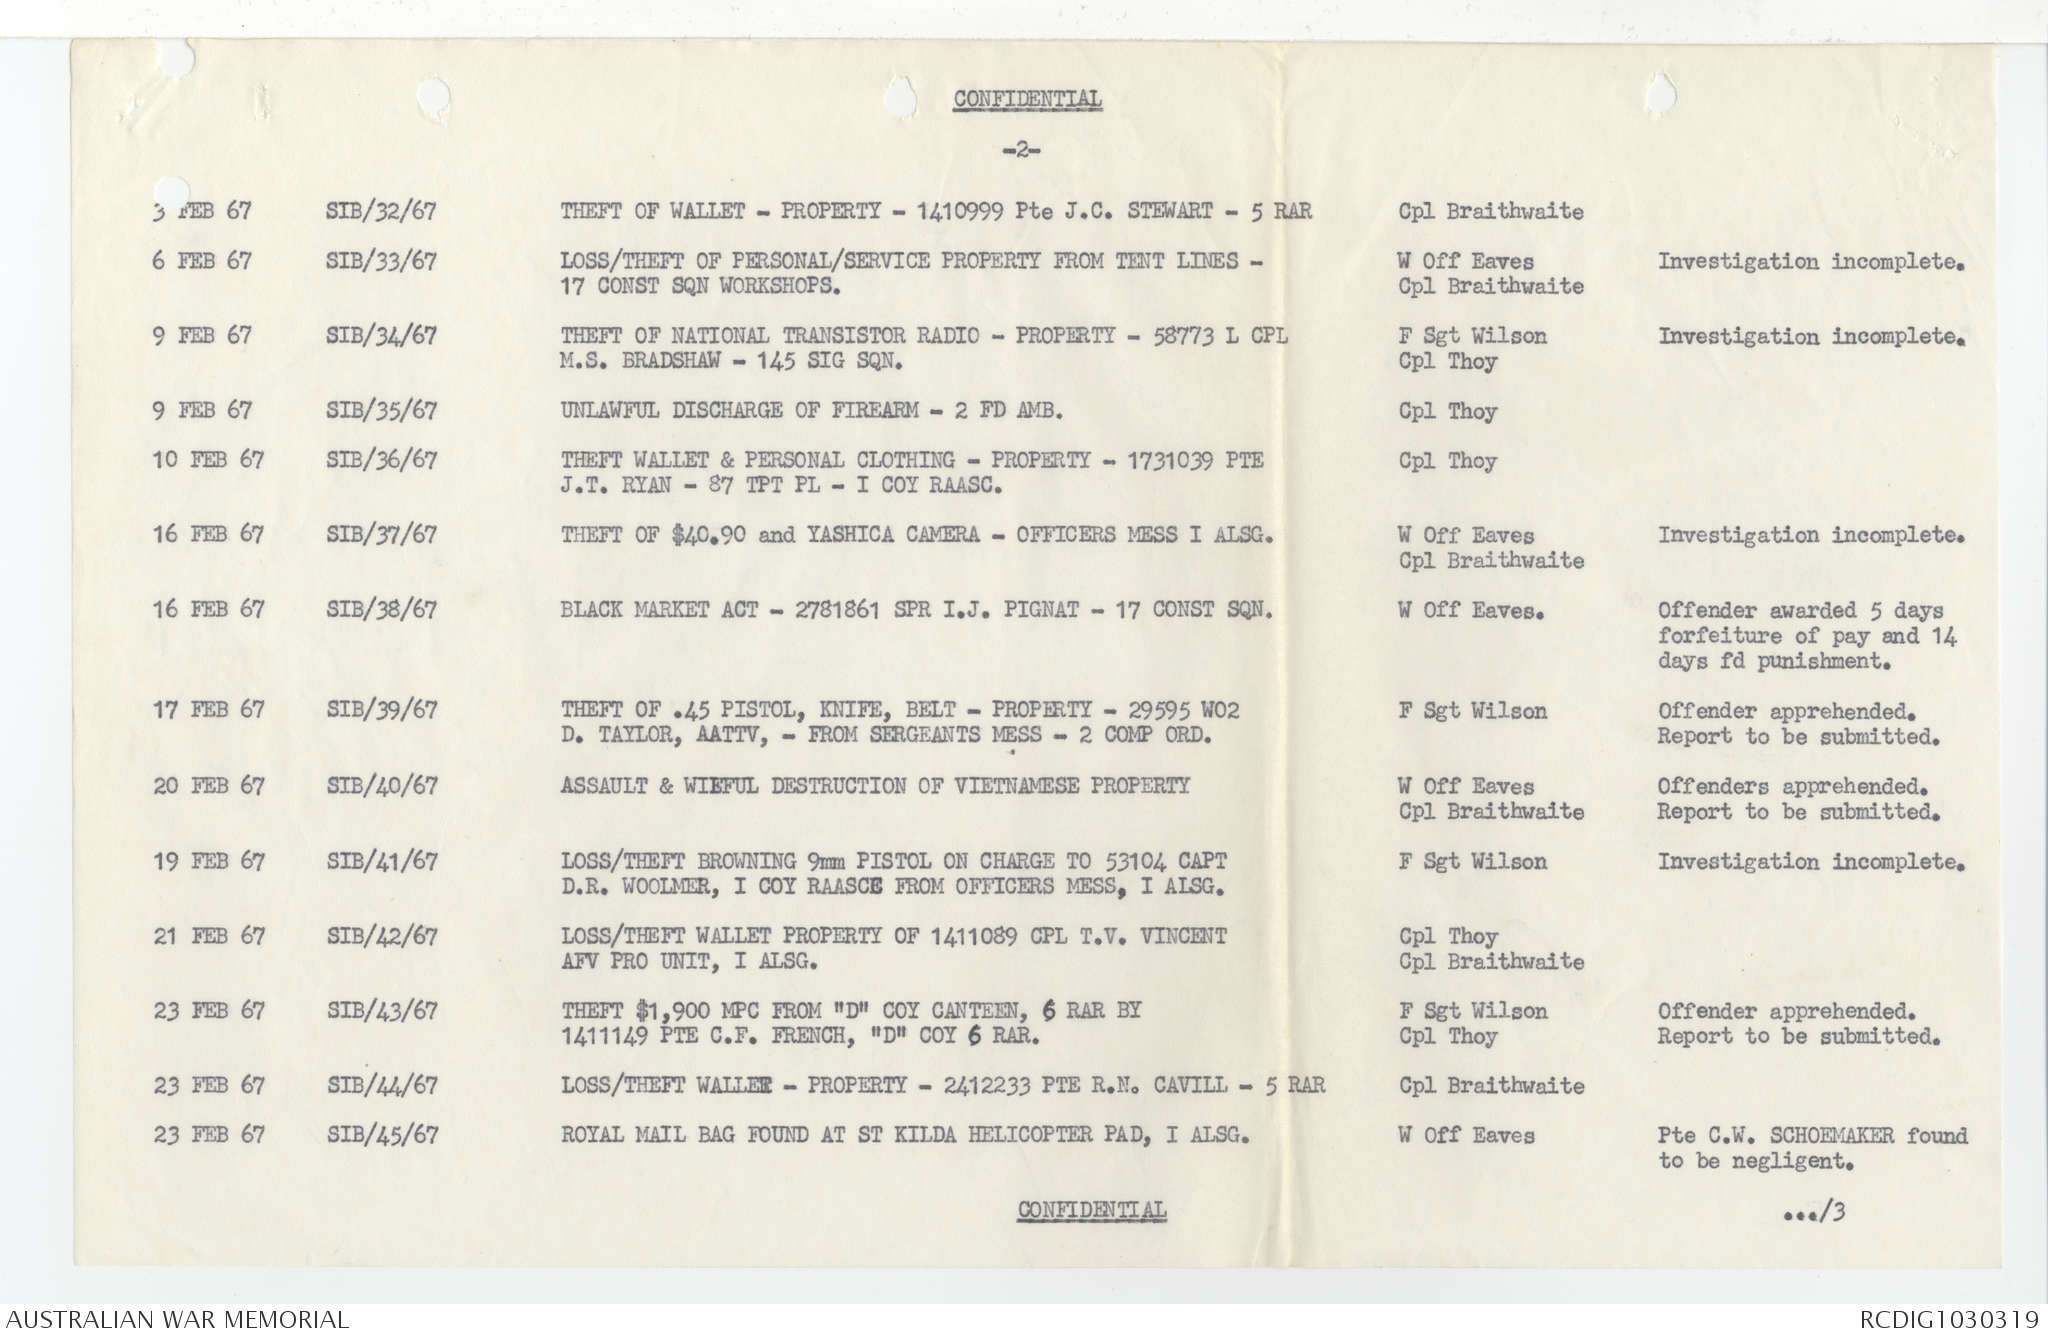 CONFIDENTIAL
-2-
3 FEB 67 SIB/32/67 THEFT OF WALLET - PROPERTY - 1410999 Pte J.C. STEWART - 5 RAR Cpl Braithwaite
6 FEB 67 SIB/33/67 LOSS/THEFT OF PERSONAL/SERVICE PROPERTY FROM TENT LINES - W Off Eaves Investigation incomplete.
17 CONST SQN WORKSHOPS. Cpl Braithwaite
9 FEB 67 SIB/34/67 THEFT OF NATIONAL TRANSISTOR RADIO - PROPERTY - 58773 L CPL F Sgt Wilson Investigation incomplete.
M.S. BRADSHAW - 145 SIG SQN. Cpl Thoy
9 FEB 67 SIB/35/67 UNLAWFUL DISCHARGE OF FIREARM - 2 FD AMB. Cpl Thoy
10 FEB 67 SIB/36/67 THEFT WALLET & PERSONAL CLOTHING - PROPERTY - 1731039 PTE Cpl Thoy
J.T. RYAN - 87 TPT PL - I COY RAASC.
16 FEB 67 SIB/37/67 THEFT OF $40.90 and YASHICA CAMERA - OFFICERS MESS I ALSG. W Off Eaves Investigation incomplete.
Cpl Braithwaite
16 FEB 67 SIB/38/67 BLACK MARKET ACT - 2781861 SPR I.J. PIGNAT - 17 CONST SQN. W Off Eaves. Offender awarded 5 days
forfeiture of pay and 14
days fd punishment.
17 FEB 67 SIB/39/67 THEFT OF .45 PISTOL, KNIFE, BELT - PROPERTY - 29595 WO2 F Sgt Wilson Offender apprehended.
D. TAYLOR, AATTV, - FROM SERGEANTS MESS - 2 COMP ORD. Report to be submitted.
20 FEB 67 SIB/40/67 ASSAULT & WILFUL DESTRUCTION OF VIETNAMESE PROPERTY W Off Eaves Offenders apprehended.
Cpl Braithwaite Report to be submitted.
19 FEB 67 SIB/41/67 LOSS/THEFT BROWNING 9mm PISTOL ON CHARGE TO 53104 CAPT F Sgt Wilson Investigation incomplete.
D.R. WOOLMER, I COY RAASC FROM OFFICERS MESS, I ALSG.
21 FEB 67 SIB/42/67 LOSS/THEFT WALLET PROPERTY OF 1411089 CPL T.V. VINCENT Cpl Thoy
AFV PRO UNIT, I ALSG. Cpl Braithwaite
23 FEB 67 SIB/43/67 THEFT $1,900 MPC FROM "D" COY CANTEEN, 6 RAR BY F Sgt Wilson Offender apprehended.
1411149 PTE C.F. FRENCH, "D" COY 6 RAR. Cpl Thoy Report to be submitted.
23 FEB 67 SIB/44/67 LOSS/THEFT WALLET - PROPERTY - 2412233 PTE R.N. CAVILL - 5 RAR Cpl Braithwaite
23 FEB 67 SIB/45/67 ROYAL MAIL BAG FOUND AT ST KILDA HELICOPTER PAD, I ALSG. W Off Eaves Pte C.W. SCHOEMAKER found
to be negligent.
CONFIDENTIAL
.../3
AUSTRALIAN WAR MEMORIAL RCDIG1030319